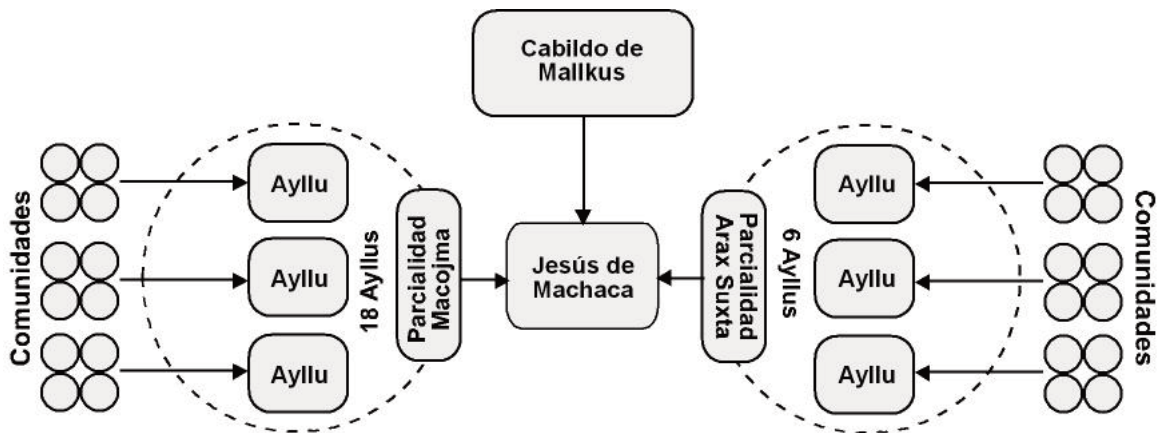 Cabildo de
Mallkus
Comunidades
Ayllu
Ayllu
Ayllu
18 Ayllus
Parcialidad
Macojma
Jesús de
Machaca
Parcialidad
Arax Suxta
6 Ayllus
Ayllu
Ayllu
Ayllu
Comunidades